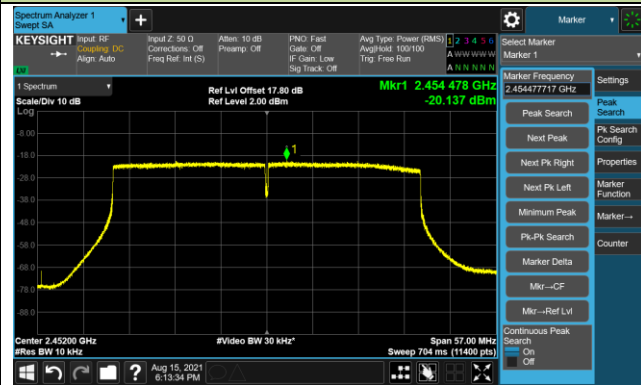 Spectrum Analyzer 1
Swept SA
KEYSIGHT
Input: RF
Coupling: DC
Align: Auto
Input Z: 50 Ω
Corrections: Off
Freq Ref: Int (S)
Atten: 10 dB
Preamp: Off
PNO: Fast
Gate: Off
IF Gain: Low
Sig Track: Off
Avg Type: Power (RMS)
Avg|Hold: 100/100
Trig: Free Run
1 2 3 4 5 6
A W W W W W
A N N N N N
LXI
1 Spectrum
Scale/Div 10 dB
Log
Ref Lvl Offset 17.80 dB
Ref Level 2.00 dBm
Mkr1 2.454 478 GHz
-20.137 dBm
1
-8.00
-18.0
-28.0
-38.0
-48.0
-58.0
-68.0
-78.0
-88.0
Center 2.45200 GHz
#Res BW 10 kHz
#Video BW 30 kHz*
Span 57.00 MHz
Sweep 704 ms (11400 pts)
Aug 15, 2021
6:13:34 PM
Marker
Select Marker
Marker 1
Marker Frequency
2.454477717 GHz
Peak Search
Next Peak
Next Pk Right
Next Pk Left
Minimum Peak
Pk-Pk Search
Marker Delta
Mkr→CF
Mkr→Ref Lvl
Continuous Peak
Search
On
Off
Settings
Peak
Search
Pk Search
Config
Properties
Marker
Function
Marker→
Counter